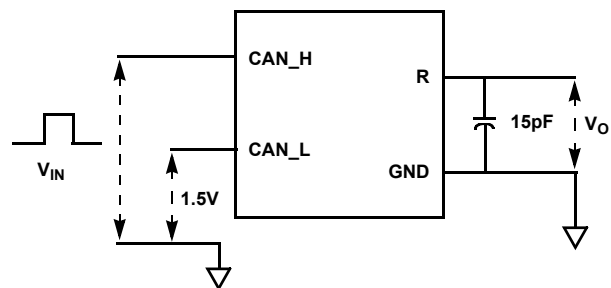 CAN_H
R
15pF
V_O
CAN_L
V_IN
GND
1.5V